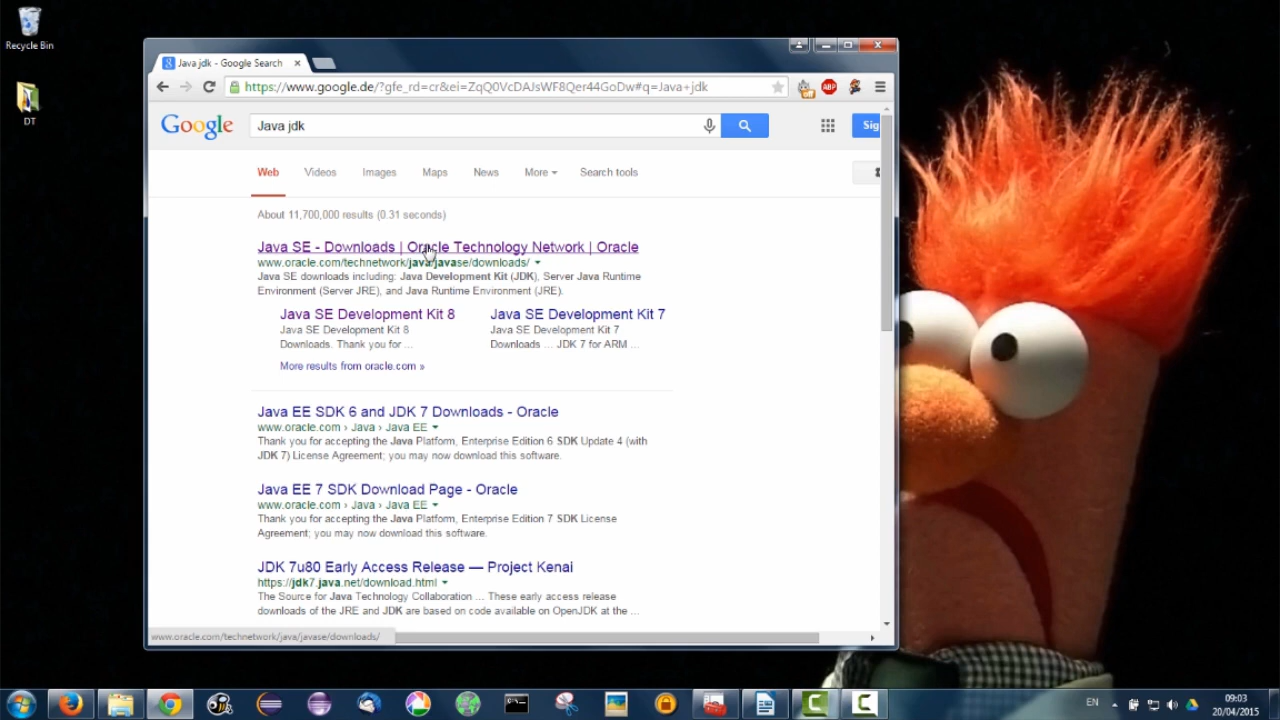 Recycle Bin
DT
Java jdk - Google Search
https://www.google.de/?gfe_rd=cr&ei=ZqQ0VcDAJsWF8Qer44GoDw#q=Java+jdk
off
ABP
Google
Java jdk
Sig
Web Videos Images Maps News More Search tools
About 11,700,000 results (0.31 seconds)
Java SE - Downloads | Oracle Technology Network | Oracle
www.oracle.com/technetwork/java/javase/downloads/
Java SE downloads including: Java Development Kit (JDK), Server Java Runtime
Environment (Server JRE), and Java Runtime Environment (JRE).
Java SE Development Kit 8
Java SE Development Kit 8
Downloads. Thank you for ...
Java SE Development Kit 7
Java SE Development Kit 7
Downloads ... JDK 7 for ARM ...
More results from oracle.com »
Java EE SDK 6 and JDK 7 Downloads - Oracle
www.oracle.com › Java › Java EE
Thank you for accepting the Java Platform, Enterprise Edition 6 SDK Update 4 (with
JDK 7) License Agreement; you may now download this software.
Java EE 7 SDK Download Page - Oracle
www.oracle.com › Java › Java EE
Thank you for accepting the Java Platform, Enterprise Edition 7 SDK License
Agreement; you may now download this software.
JDK 7u80 Early Access Release — Project Kenai
https://jdk7.java.net/download.html
The Source for Java Technology Collaboration ... These early access release
downloads of the JRE and JDK are based on code available on OpenJDK at the ...
www.oracle.com/technetwork/java/javase/downloads/
EN
09:03
20/04/2015